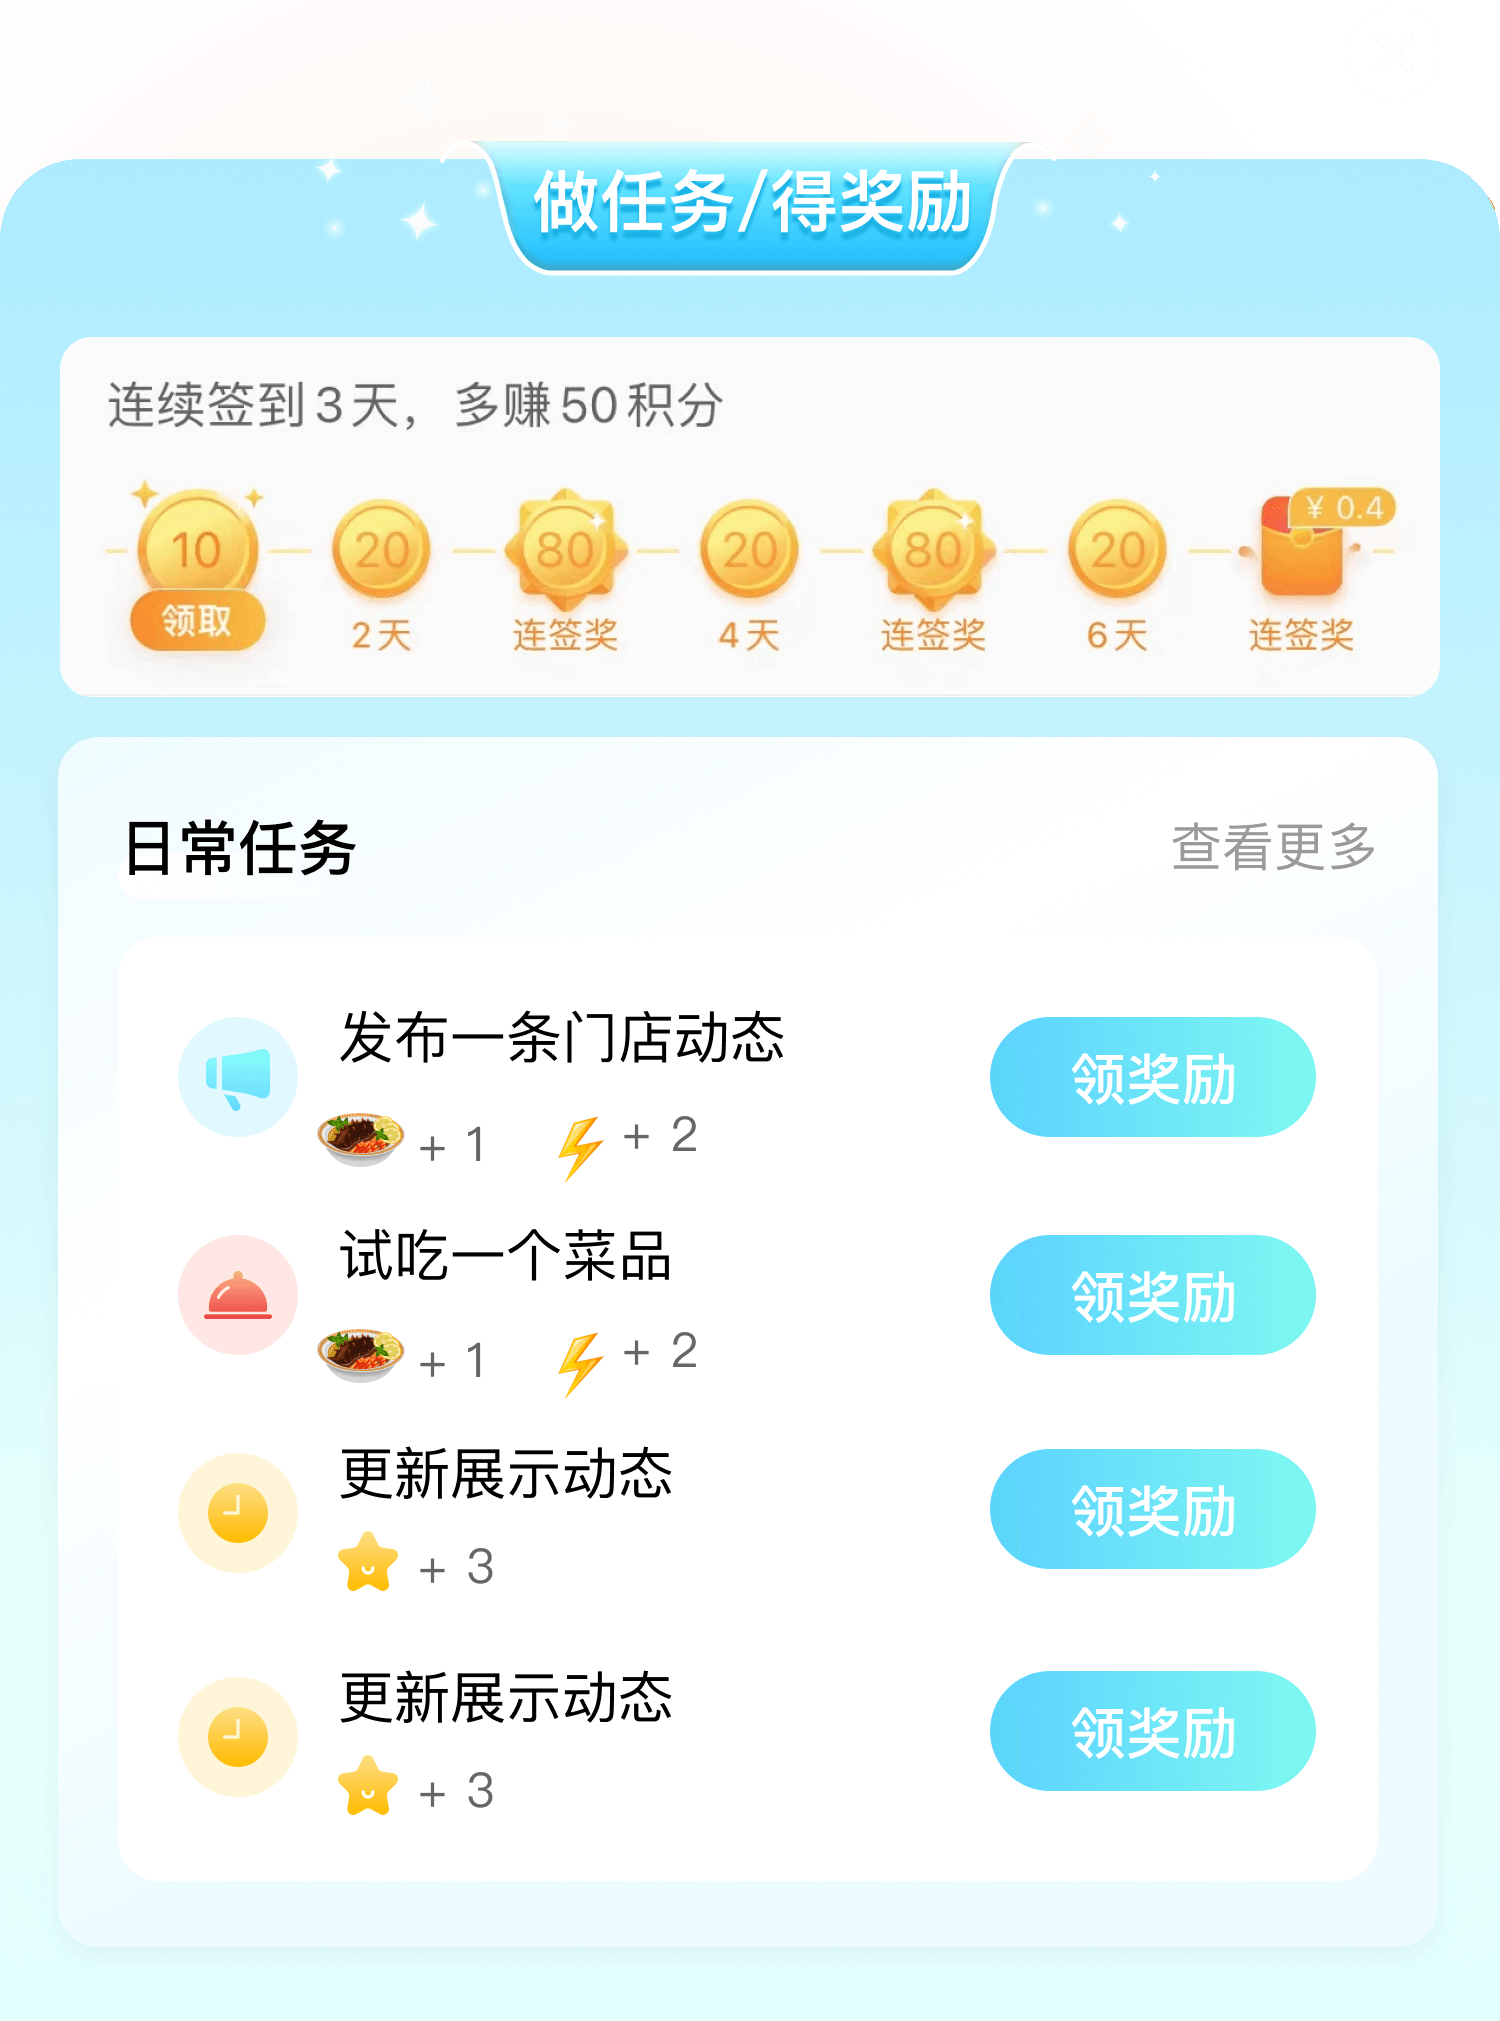 做任务/得奖励
连续签到3天，多赚50积分
10 20 80 20 80 20 ¥ 0.4
领取 2天 连签奖 4天 连签奖 6天 连签奖
日常任务 查看更多
发布一条门店动态
+ 1 + 2
领奖励
试吃一个菜品
+ 1 + 2
领奖励
更新展示动态
+ 3
领奖励
更新展示动态
+ 3
领奖励